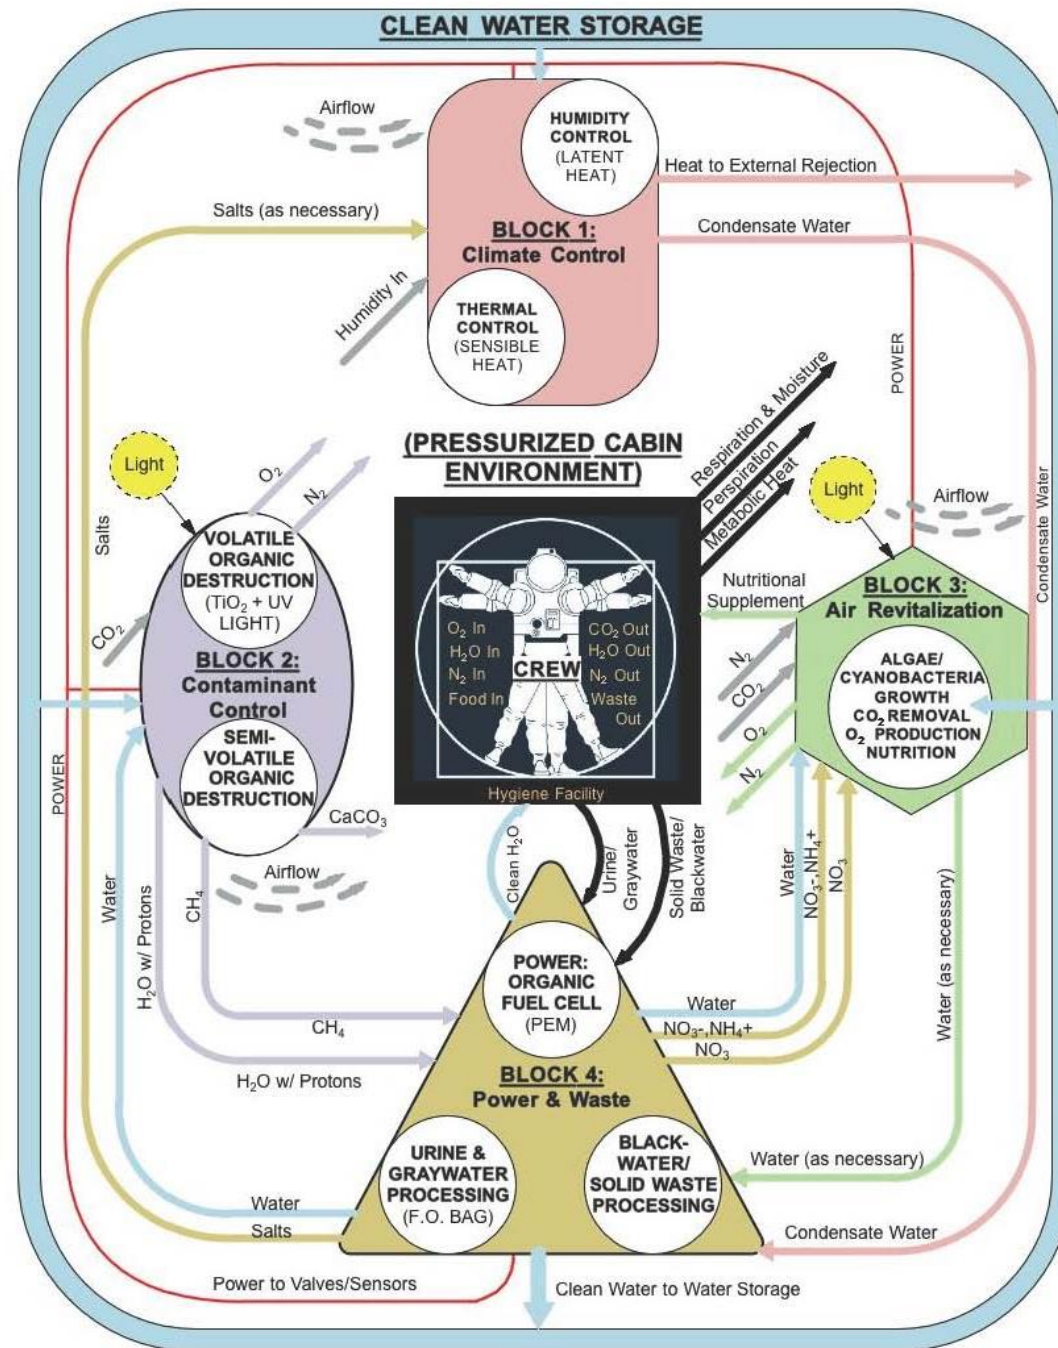 CLEAN WATER STORAGE
Airflow
HUMIDITY
CONTROL
(LATENT
HEAT)
Heat to External Rejection
Salts (as necessary)
Condensate Water
BLOCK 1:
Climate Control
Humidity In
THERMAL
CONTROL
(SENSIBLE
HEAT)
POWER
(PRESSURIZED CABIN
ENVIRONMENT)
Respiration & Moisture
Perspiration
Metabolic Heat
Light
O₂
N₂
Light
Airflow
Salts
Condensate Water
VOLATILE
ORGANIC
DESTRUCTION
(TiO₂ + UV
LIGHT)
CO₂
BLOCK 2:
Contaminant
Control
SEMI-
VOLATILE
ORGANIC
DESTRUCTION
CaCO₃
Airflow
O₂ In
H₂O In
N₂ In
Food In
CREW
CO₂ Out
H₂O Out
N₂ Out
Waste
Out
Hygiene Facility
Nutritional
Supplement
BLOCK 3:
Air Revitalization
ALGAE/
CYANOBACTERIA
GROWTH
CO₂ REMOVAL
O₂ PRODUCTION
NUTRITION
N₂
CO₂
O₂
N₂
POWER
Water
H₂O w/ Protons
CH₄
Clean H₂O
Urine/
Graywater
Solid Waste/
Blackwater
Water
NO₃-,NH₄+
NO₃
Water (as necessary)
POWER:
ORGANIC
FUEL CELL
(PEM)
CH₄
H₂O w/ Protons
Water
NO₃-,NH₄+
NO₃
BLOCK 4:
Power & Waste
URINE &
GRAYWATER
PROCESSING
(F.O. BAG)
BLACK-
WATER/
SOLID WASTE
PROCESSING
Water (as necessary)
Water
Salts
Condensate Water
Power to Valves/Sensors
Clean Water to Water Storage